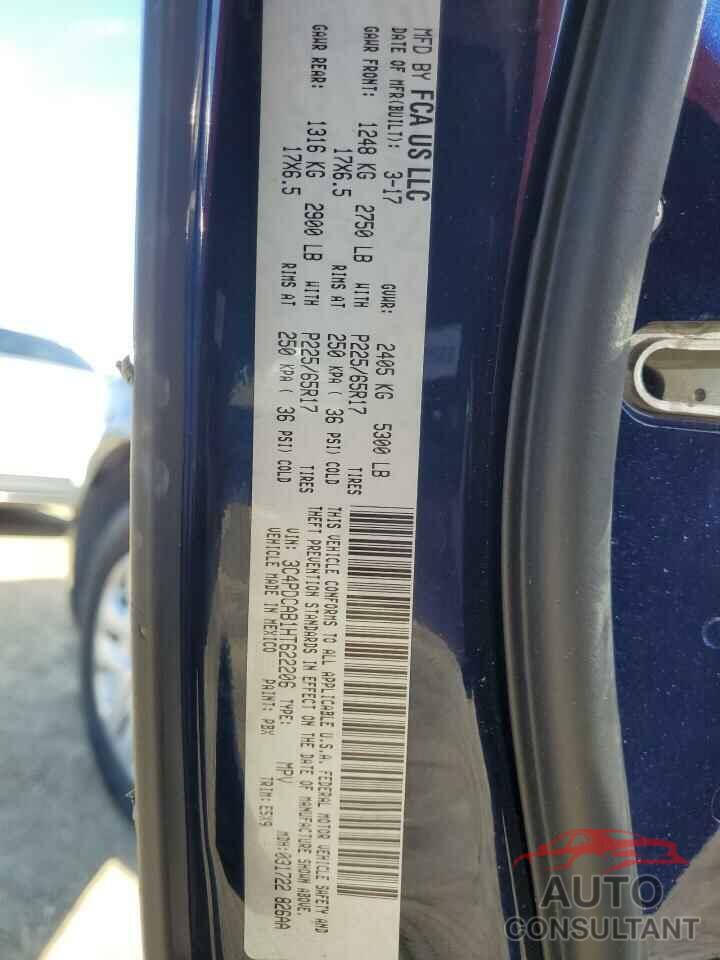 MFD BY FCA US LLC
DATE OF MFR(BUILT): 3-17 GVWR: 2405 KG 5300 LB
GAWR FRONT: 1248 KG 2750 LB WITH P225/65R17 TIRES
17X6.5 RIMS AT 250 KPA ( 36 PSI) COLD
GAWR REAR: 1316 KG 2900 LB WITH P225/65R17 TIRES
17X6.5 RIMS AT 250 KPA ( 36 PSI) COLD
THIS VEHICLE CONFORMS TO ALL APPLICABLE U.S.A. FEDERAL MOTOR VEHICLE SAFETY AND
THEFT PREVENTION STANDARDS IN EFFECT ON THE DATE OF MANUFACTURE SHOWN ABOVE.
VIN: 3C4PDCAB1HT622206 TYPE: MPV MDH:031722 826AA
VEHICLE MADE IN MEXICO PAINT: PBX TRIM: E5X9
AUTO
CONSULTANT